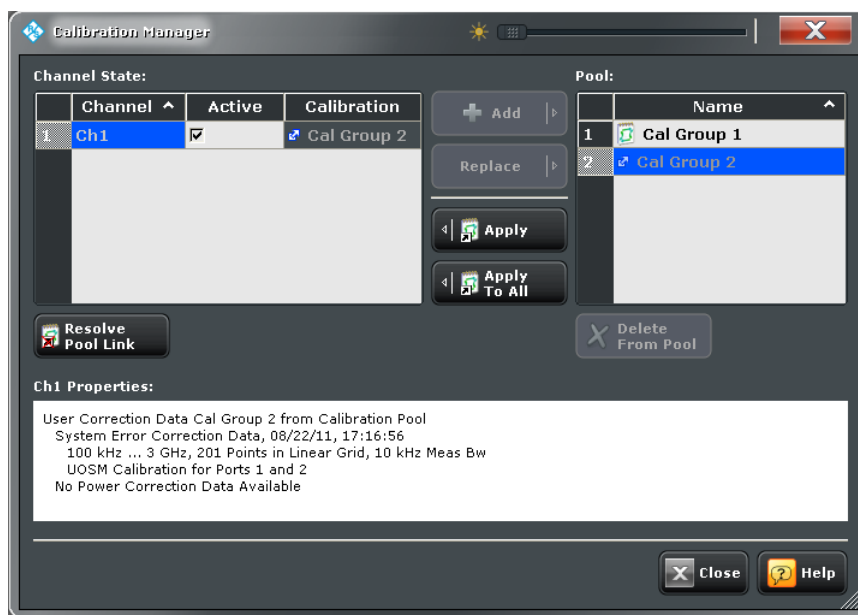 Calibration Manager
Channel State:
Pool:
Channel Active Calibration
1 Ch1 Cal Group 2
Add
Replace
Apply
Apply To All
Name
1 Cal Group 1
2 Cal Group 2
Resolve Pool Link
Delete From Pool
Ch1 Properties:
User Correction Data Cal Group 2 from Calibration Pool
System Error Correction Data, 08/22/11, 17:16:56
100 kHz ... 3 GHz, 201 Points in Linear Grid, 10 kHz Meas Bw
UOSM Calibration for Ports 1 and 2
No Power Correction Data Available
Close
Help